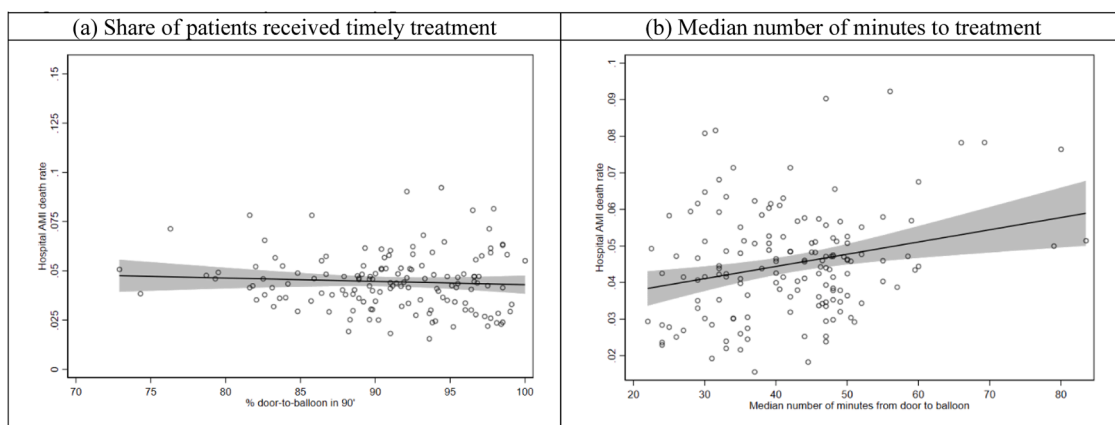 (a) Share of patients received timely treatment
(b) Median number of minutes to treatment
Hospital AMI death rate
.15
.125
.1
.075
.05
.025
0
70 75 80 85 90 95 100
% door-to-balloon in 90'
Hospital AMI death rate
.1
.09
.08
.07
.06
.05
.04
.03
.02
20 30 40 50 60 70 80
Median number of minutes from door to balloon